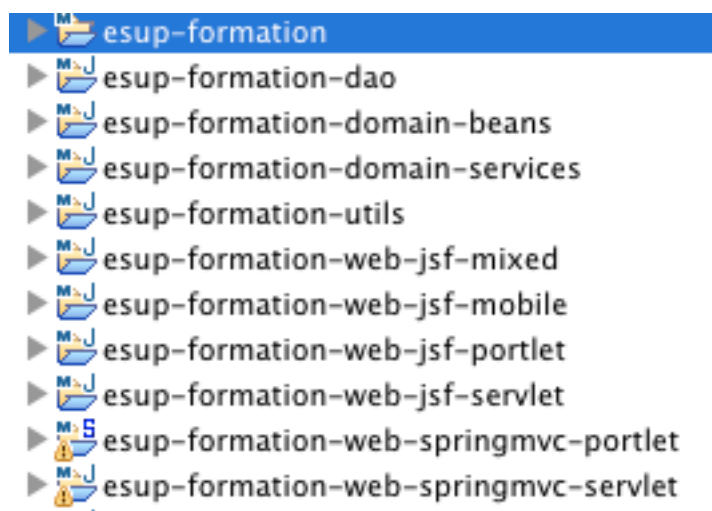 esup-formation
esup-formation-dao
esup-formation-domain-beans
esup-formation-domain-services
esup-formation-utils
esup-formation-web-jsf-mixed
esup-formation-web-jsf-mobile
esup-formation-web-jsf-portlet
esup-formation-web-jsf-servlet
esup-formation-web-springmvc-portlet
esup-formation-web-springmvc-servlet